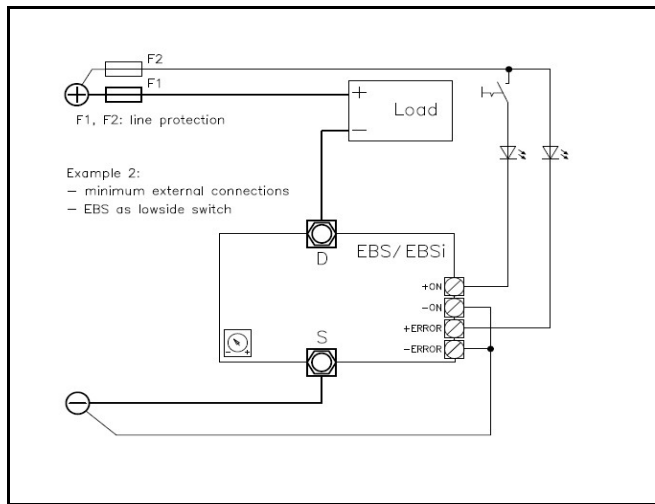 F2
F1
F1, F2: line protection
+
−
Load
Example 2:
− minimum external connections
− EBS as lowside switch
D
EBS/EBSi
+ON
−ON
+ERROR
−ERROR
S
− +